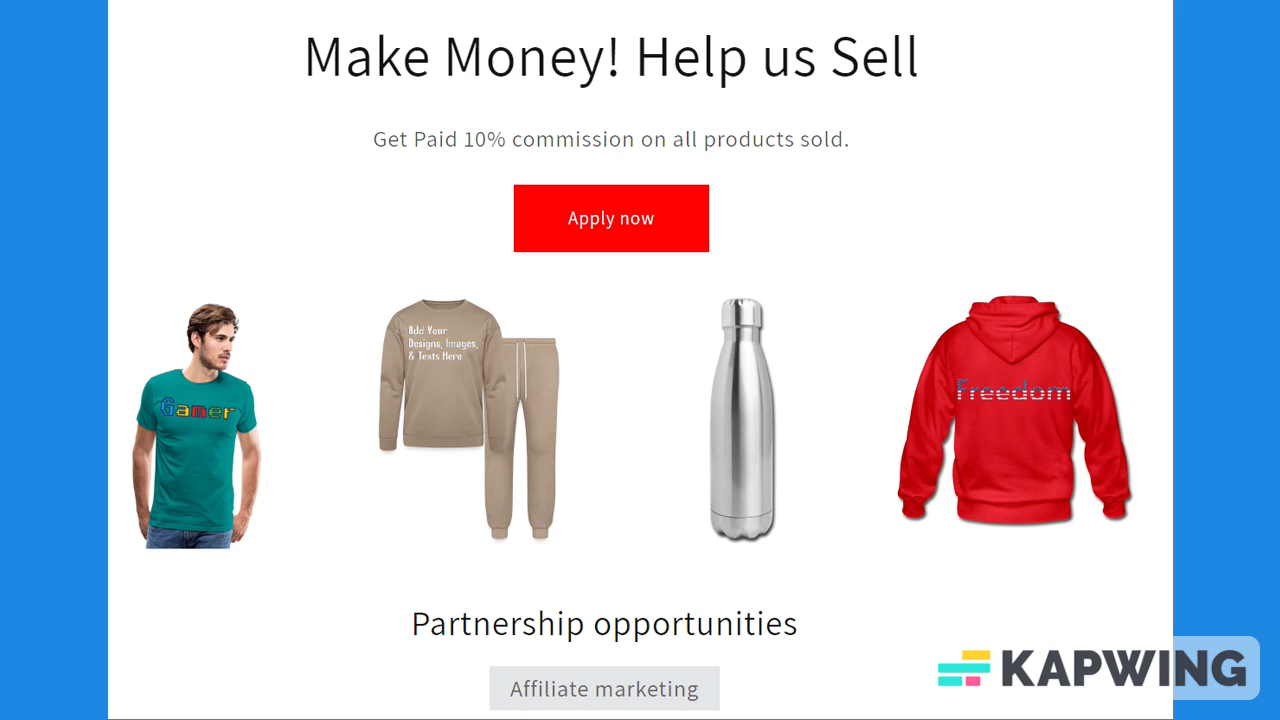 Make Money! Help us Sell
Get Paid 10% commission on all products sold.
Apply now
Gamer
Add Your
Designs, Images,
& Texts Here
Freedom
Partnership opportunities
Affiliate marketing
KAPWING